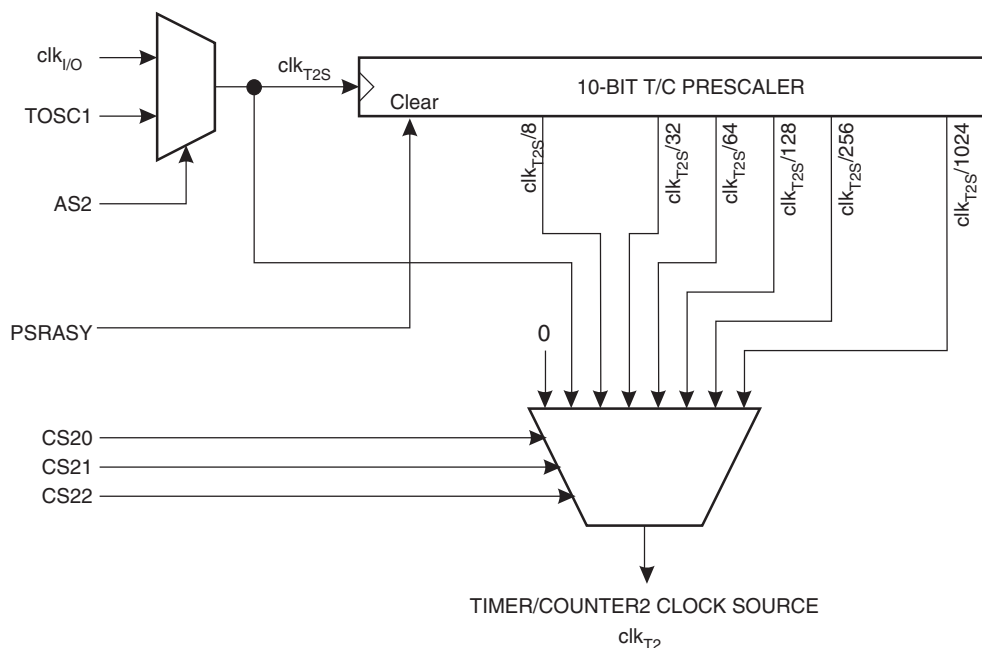 clkI/O
TOSC1
AS2
PSRASY
clkT2S
10-BIT T/C PRESCALER
Clear
clkT2S/8
clkT2S/32
clkT2S/64
clkT2S/128
clkT2S/256
clkT2S/1024
0
CS20
CS21
CS22
TIMER/COUNTER2 CLOCK SOURCE
clkT2